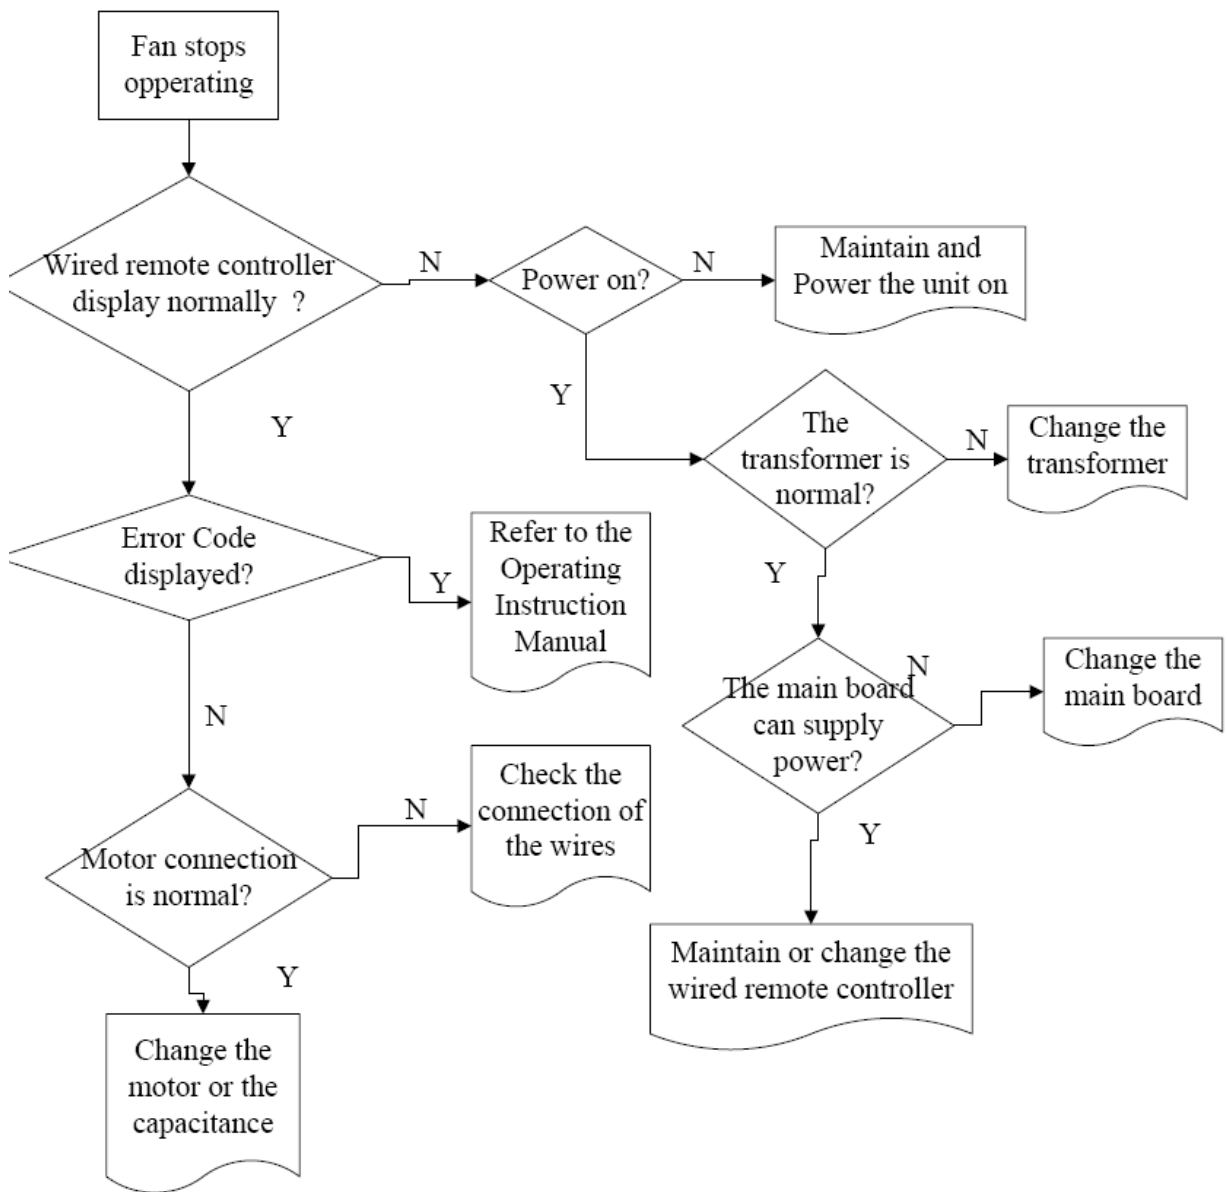 Fan stops
opperating
Wired remote controller
display normally ?
N
Power on?
N
Maintain and
Power the unit on
Y
Y
The
transformer is
normal?
N
Change the
transformer
Error Code
displayed?
Y
Refer to the
Operating
Instruction
Manual
Y
N
The main board
can supply
power?
N
Change the
main board
Motor connection
is normal?
N
Check the
connection of
the wires
Y
Maintain or change the
wired remote controller
Y
Change the
motor or the
capacitance